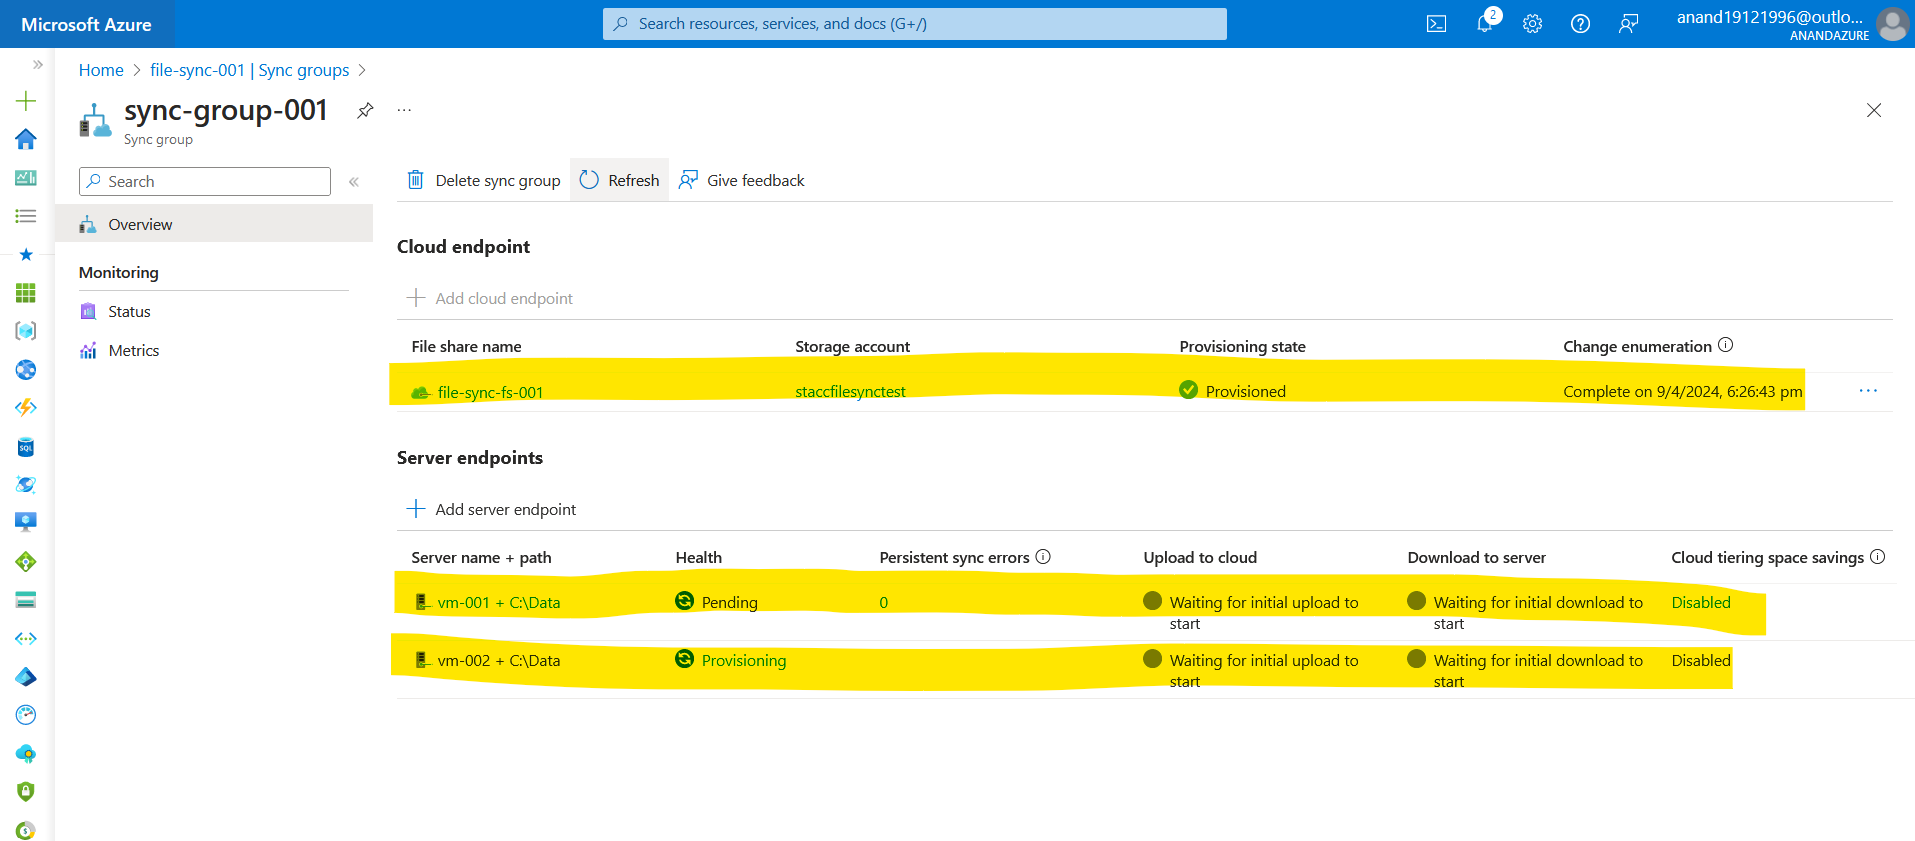 Microsoft Azure
Search resources, services, and docs (G+/)
2
anand19121996@outlo...
ANANDAZURE
Home > file-sync-001 | Sync groups >
sync-group-001
...
Sync group
Search
Overview
Monitoring
Status
Metrics
Delete sync group Refresh Give feedback
Cloud endpoint
Add cloud endpoint
File share name Storage account Provisioning state Change enumeration
file-sync-fs-001 staccfilesynctest Provisioned Complete on 9/4/2024, 6:26:43 pm ...
Server endpoints
Add server endpoint
Server name + path Health Persistent sync errors Upload to cloud Download to server Cloud tiering space savings
vm-001 + C:\Data Pending 0 Waiting for initial upload to Waiting for initial download to Disabled
start start
vm-002 + C:\Data Provisioning Waiting for initial upload to Waiting for initial download to Disabled
start start
SQL